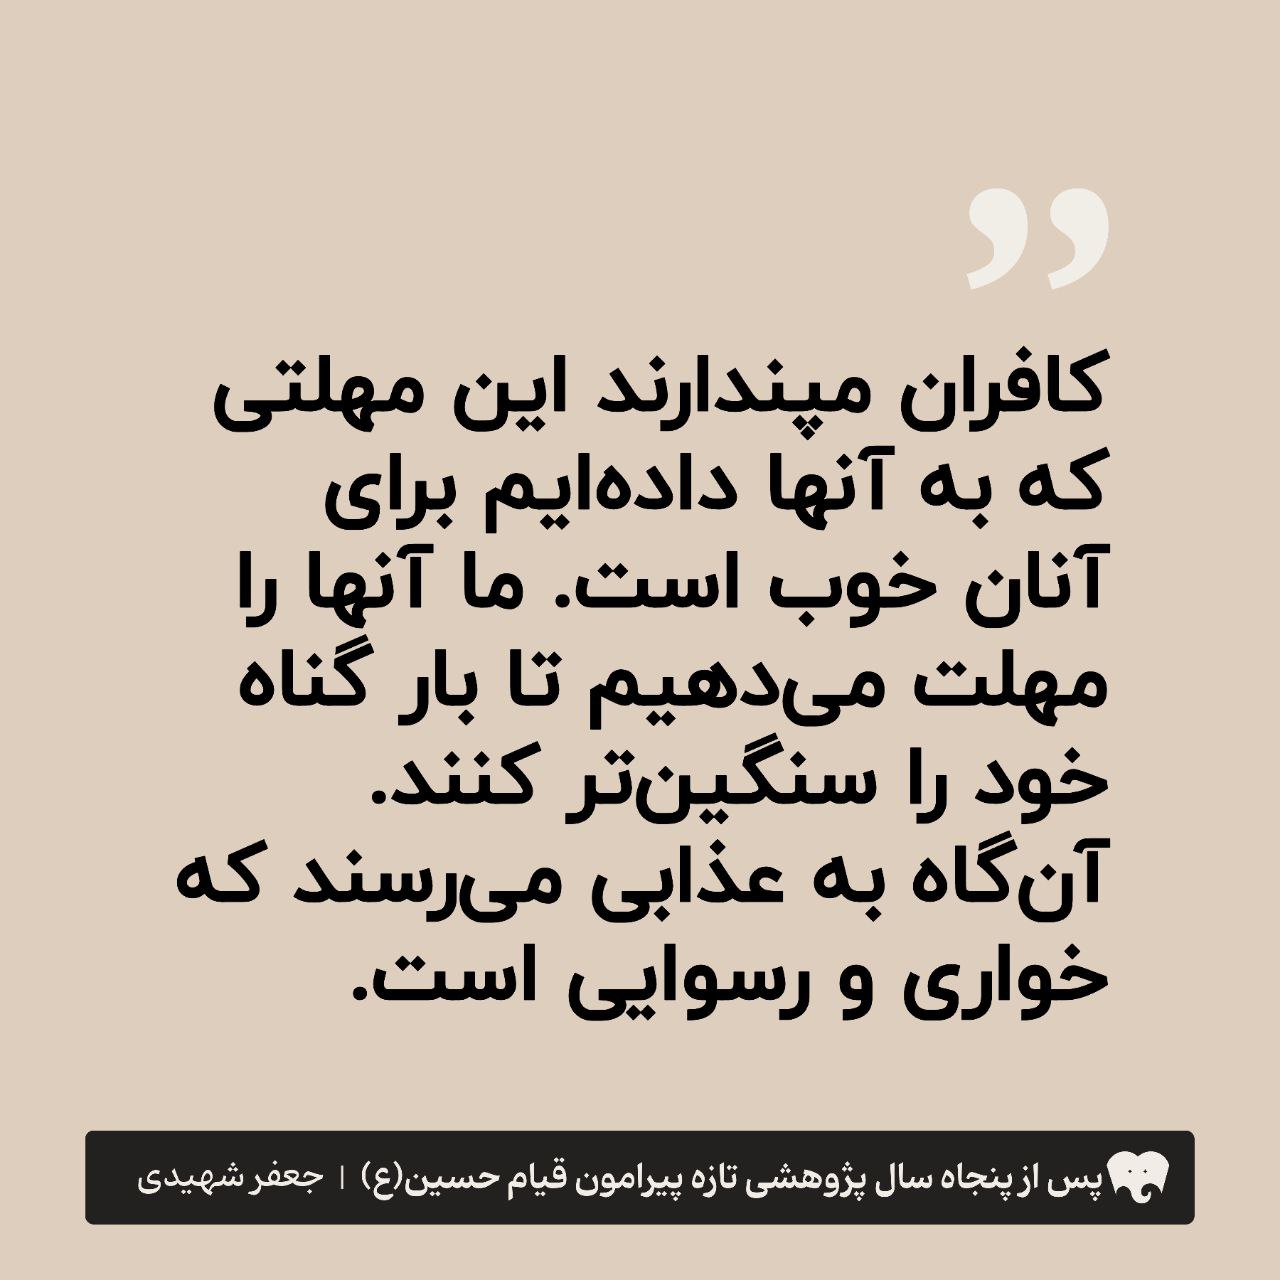 ”
کافران مپندارند این مهلتی
که به آنها داده‌ایم برای
آنان خوب است. ما آنها را
مهلت می‌دهیم تا بار گناه
خود را سنگین‌تر کنند.
آن‌گاه به عذابی می‌رسند که
خواری و رسوایی است.
پس از پنجاه سال پژوهشی تازه پیرامون قیام حسین(ع) | جعفر شهیدی